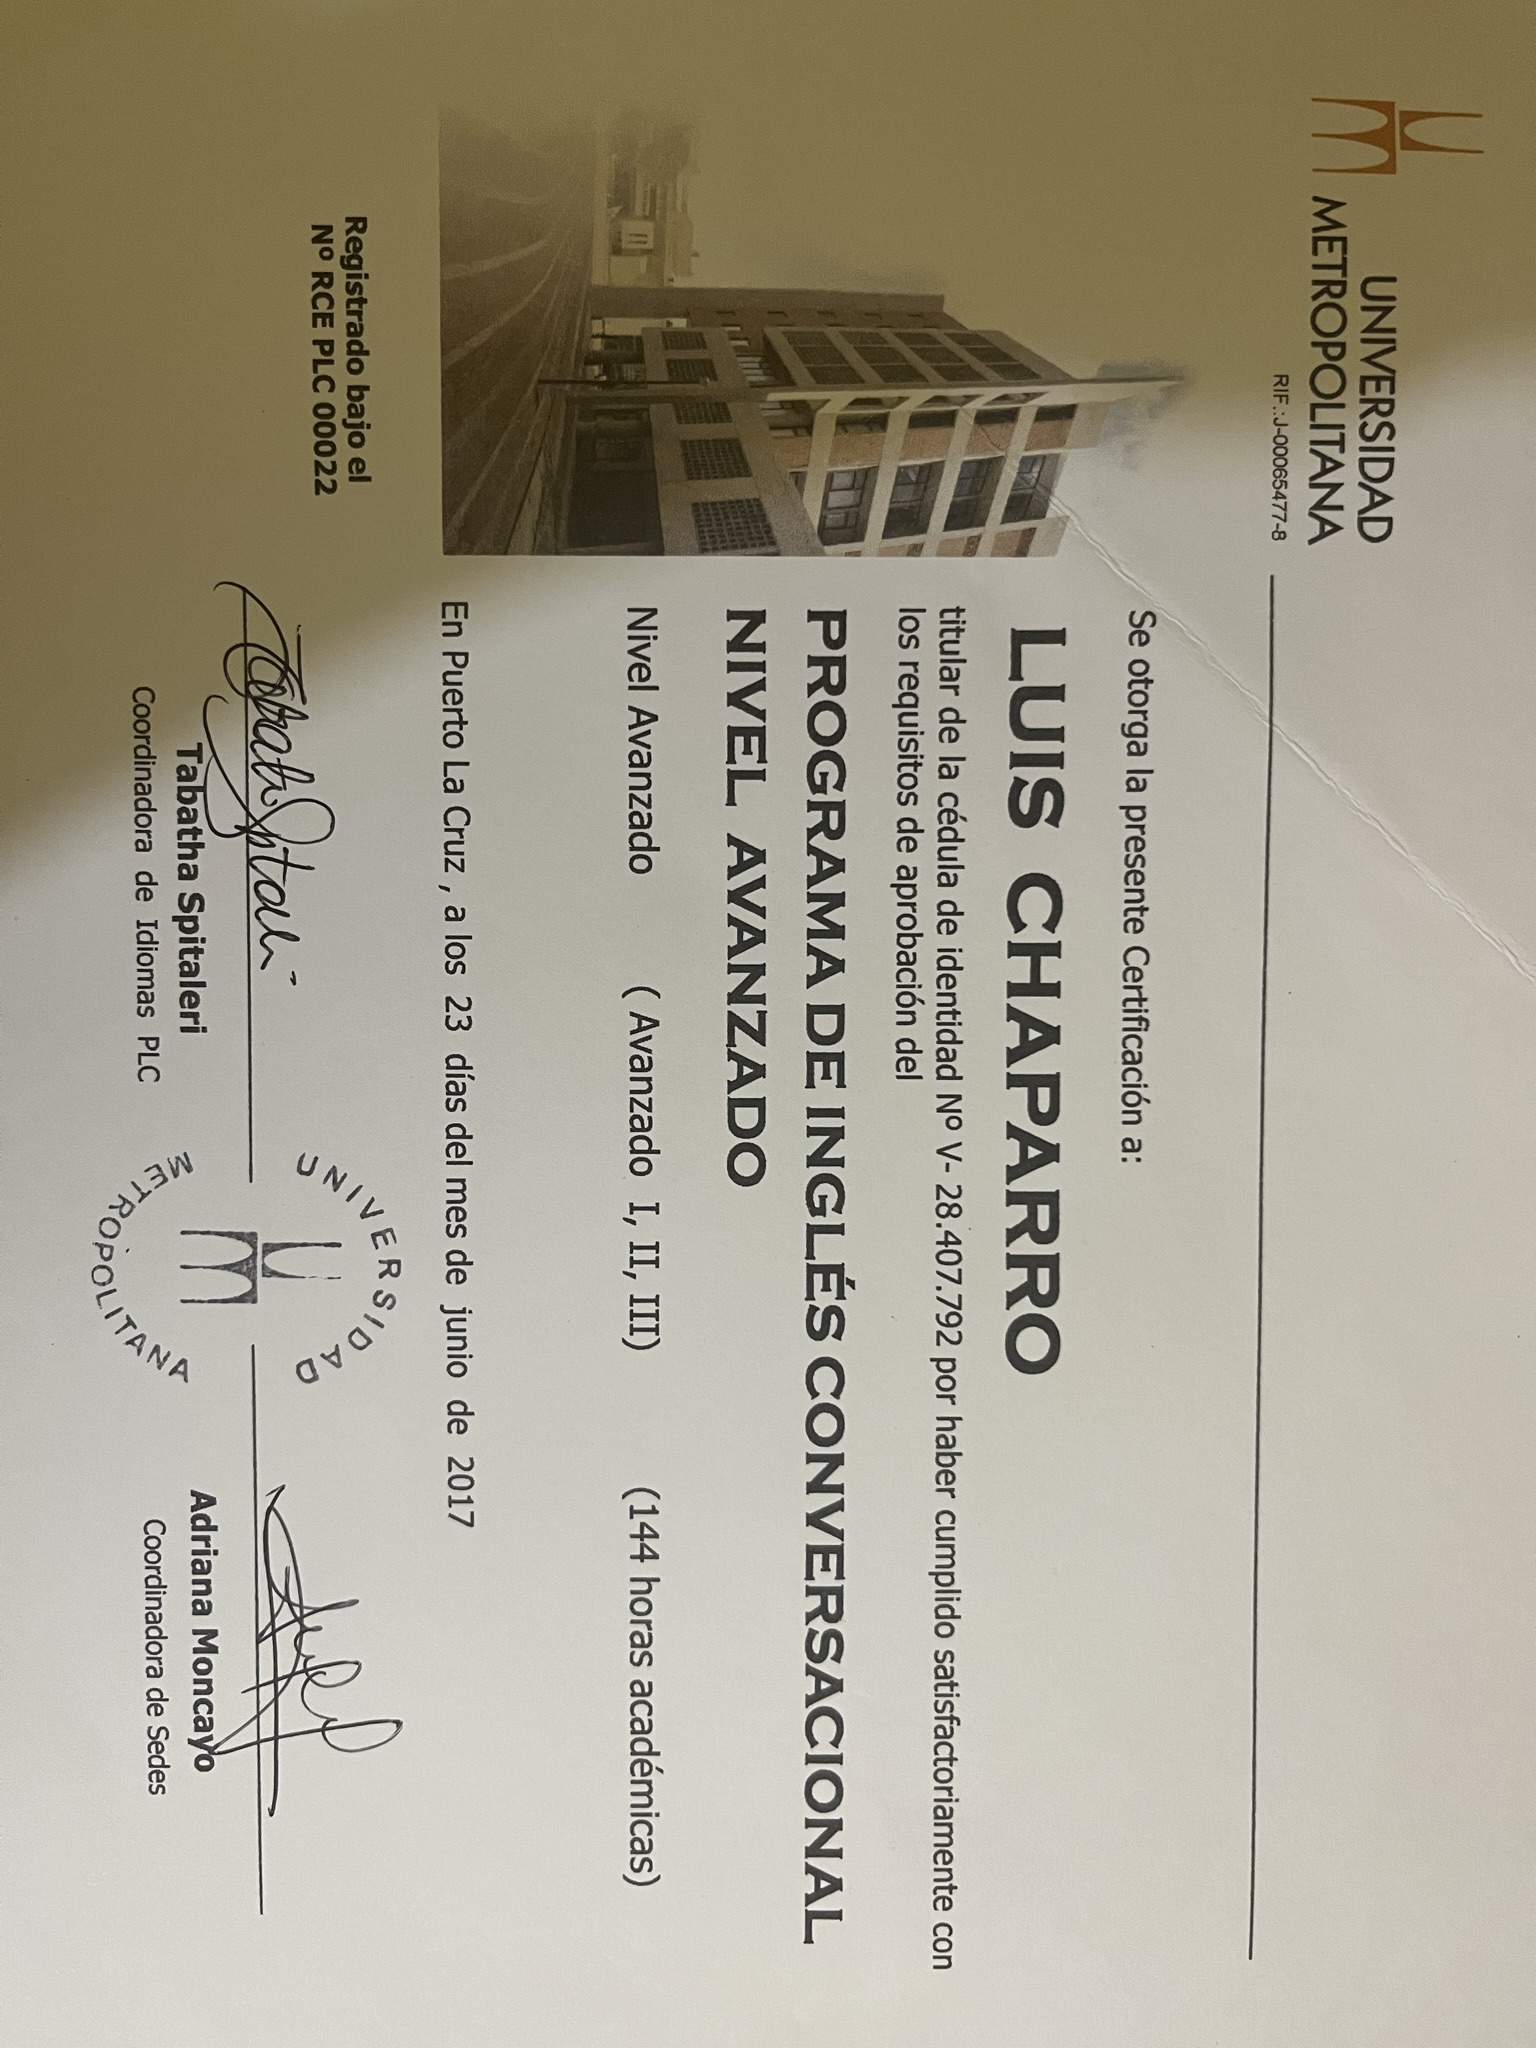 UNIVERSIDAD
METROPOLITANA
RIF.:J-00065477-8
Se otorga la presente Certificación a:
LUIS CHAPARRO
titular de la cédula de identidad Nº V- 28.407.792 por haber cumplido satisfactoriamente con
los requisitos de aprobación del
PROGRAMA DE INGLÉS CONVERSACIONAL
NIVEL AVANZADO
Nivel Avanzado ( Avanzado I, II, III) (144 horas académicas)
En Puerto La Cruz , a los 23 días del mes de junio de 2017
Registrado bajo el
Nº RCE PLC 00022
Tabatha Spitaleri
Coordinadora de Idiomas PLC
UNIVERSIDAD
METROPOLITANA
Adriana Moncayo
Coordinadora de Sedes